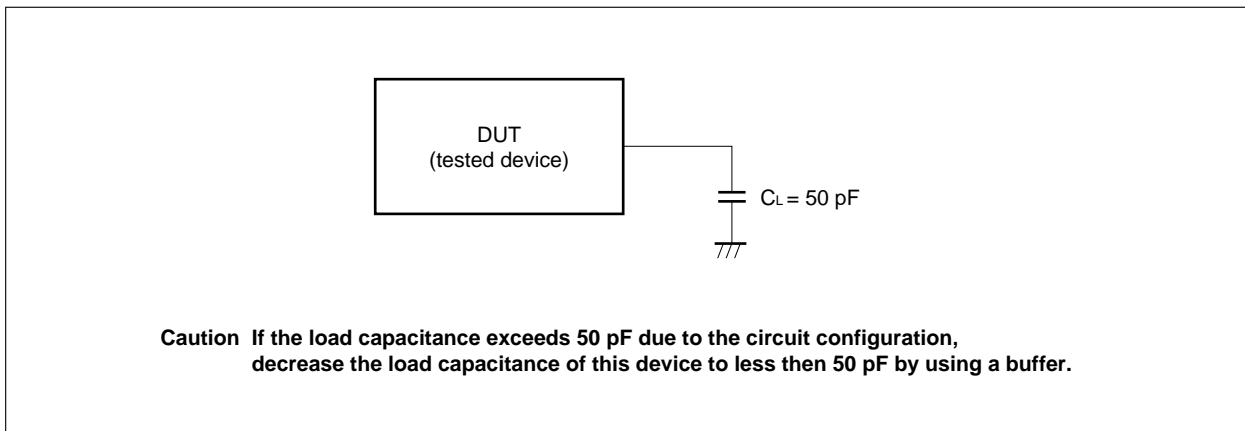 DUT
(tested device)
CL = 50 pF
Caution If the load capacitance exceeds 50 pF due to the circuit configuration,
decrease the load capacitance of this device to less then 50 pF by using a buffer.